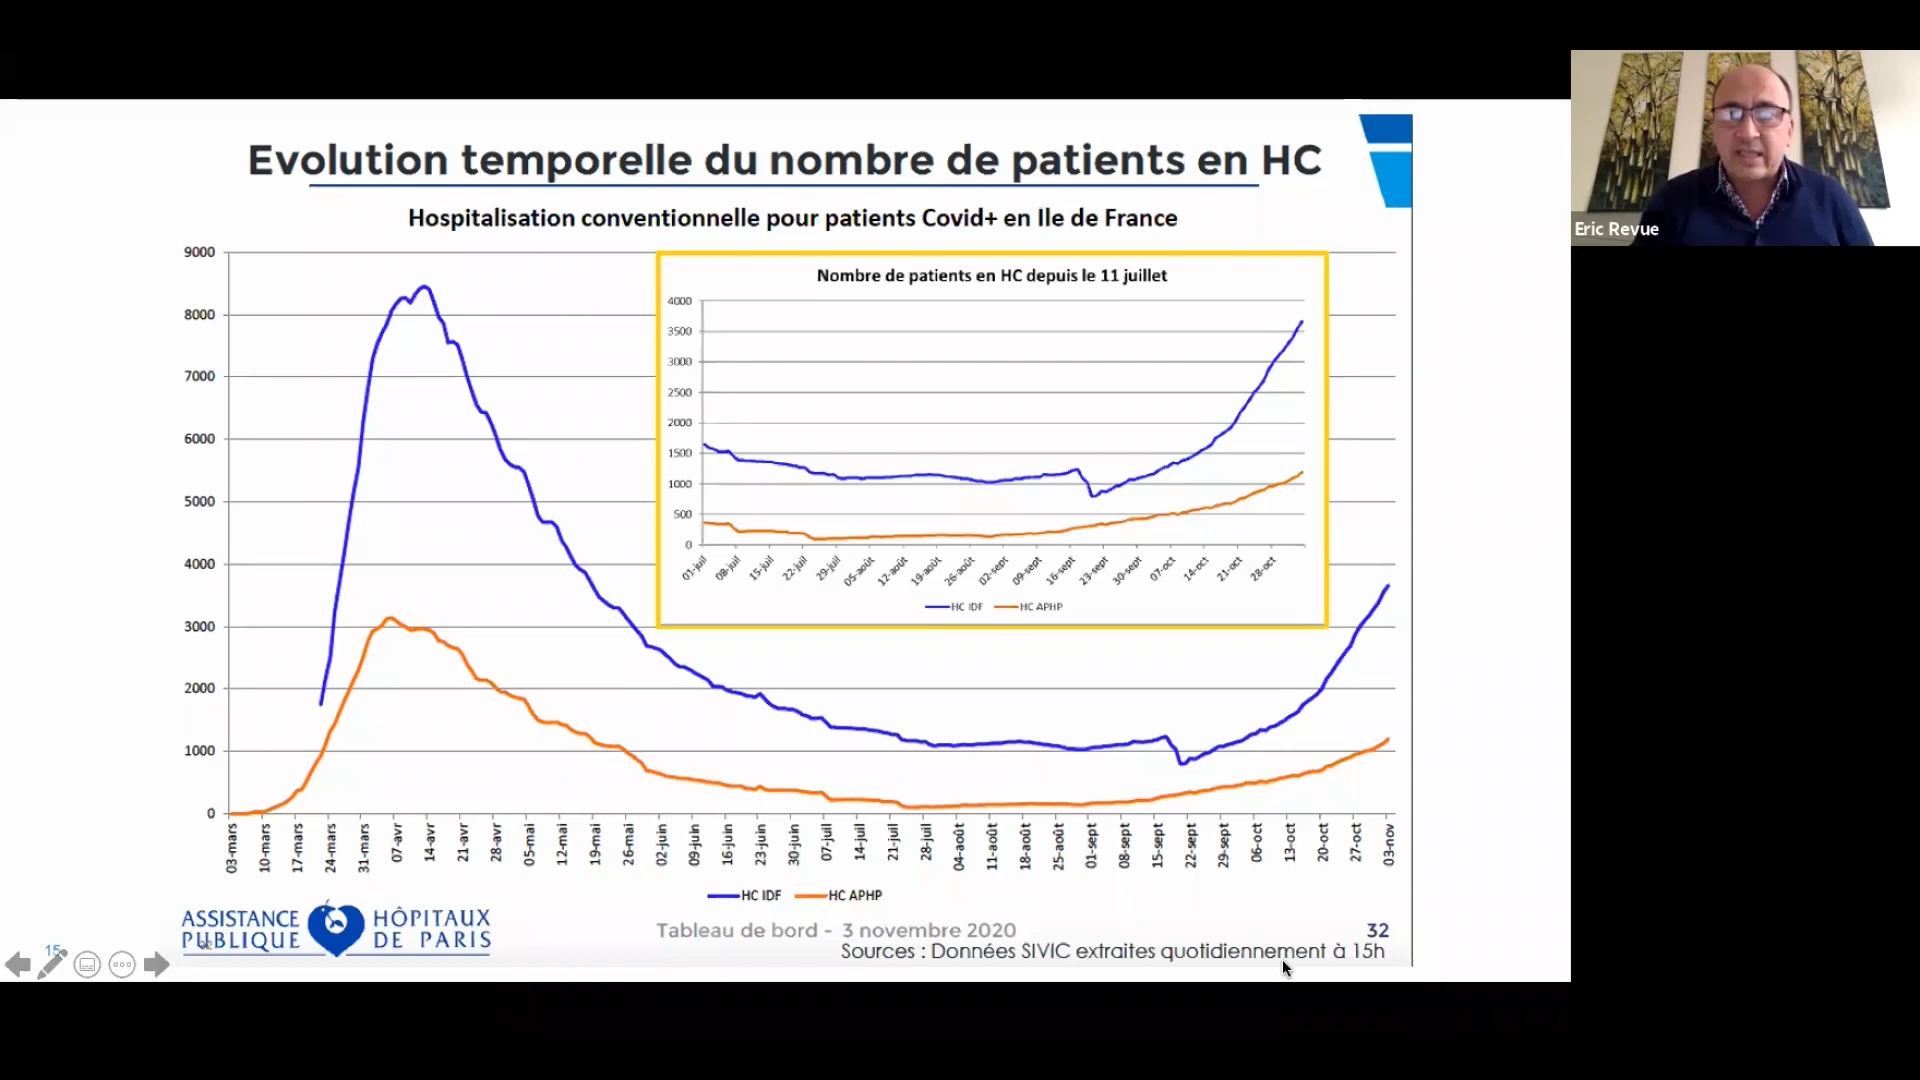 Evolution temporelle du nombre de patients en HC
Hospitalisation conventionnelle pour patients Covid+ en Ile de France
9000
8000
7000
6000
5000
4000
3000
2000
1000
0
Nombre de patients en HC depuis le 11 juillet
4000
3500
3000
2500
2000
1500
1000
500
0
01-juil 08-juil 15-juil 22-juil 29-juil 05-août 12-août 19-août 26-août 02-sept 09-sept 16-sept 23-sept 30-sept 07-oct 14-oct 21-oct 28-oct
HC IDF HC APHP
03-mars 10-mars 17-mars 24-mars 31-mars 07-avr 14-avr 21-avr 28-avr 05-mai 12-mai 19-mai 26-mai 02-juin 09-juin 16-juin 23-juin 30-juin 07-juil 14-juil 21-juil 28-juil 04-août 11-août 18-août 25-août 01-sept 08-sept 15-sept 22-sept 29-sept 06-oct 13-oct 20-oct 27-oct 03-nov
HC IDF HC APHP
ASSISTANCE PUBLIQUE HÔPITAUX DE PARIS
Tableau de bord - 3 novembre 2020
32
Sources : Données SIVIC extraites quotidiennement à 15h
15
Eric Revue